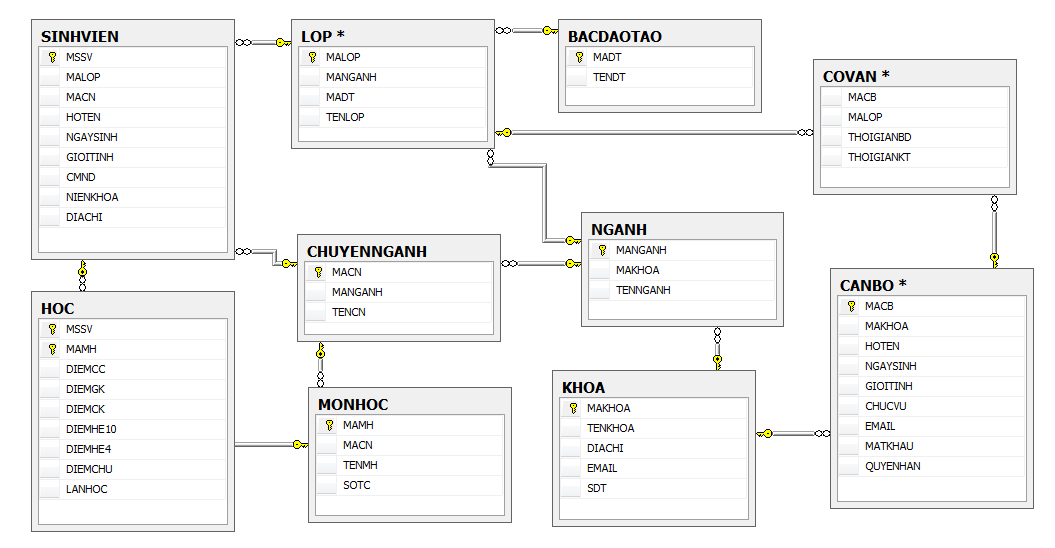 SINHVIEN
MSSV
MALOP
MACN
HOTEN
NGAYSINH
GIOITINH
CMND
NIENKHOA
DIACHI
LOP *
MALOP
MANGANH
MADT
TENLOP
BACDAOTAO
MADT
TENDT
COVAN *
MACB
MALOP
THOIGIANBD
THOIGIANKT
CHUYENNGANH
MACN
MANGANH
TENCN
NGANH
MANGANH
MAKHOA
TENNGANH
HOC
MSSV
MAMH
DIEMCC
DIEMGK
DIEMCK
DIEMHE10
DIEMHE4
DIEMCHU
LANHOC
MONHOC
MAMH
MACN
TENMH
SOTC
KHOA
MAKHOA
TENKHOA
DIACHI
EMAIL
SDT
CANBO *
MACB
MAKHOA
HOTEN
NGAYSINH
GIOITINH
CHUCVU
EMAIL
MATKHAU
QUYENHAN